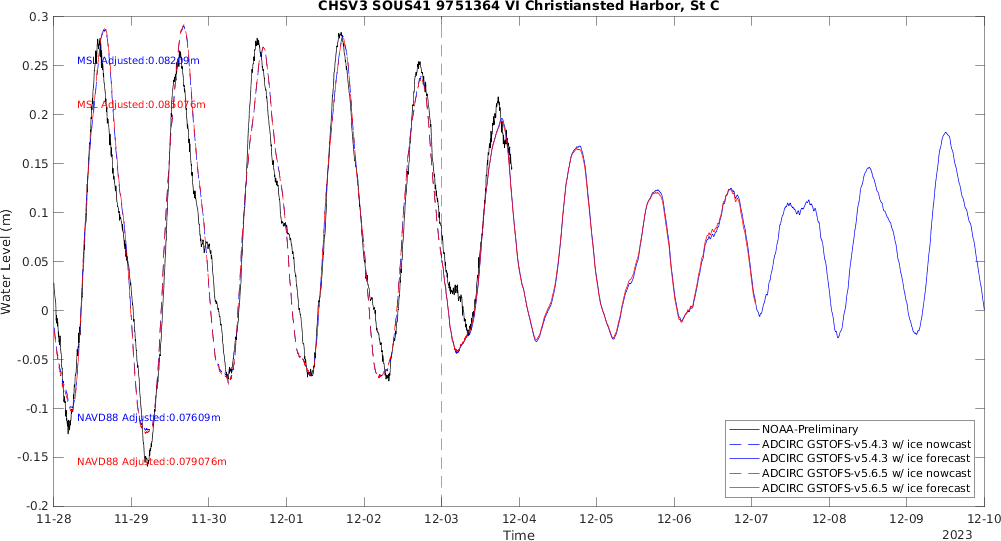 CHSV3 SOUS41 9751364 VI Christiansted Harbor, St C
0.3
0.25
0.2
0.15
0.1
0.05
0
-0.05
-0.1
-0.15
-0.2
Water Level (m)
MSL Adjusted:0.08209m
MSL Adjusted:0.085076m
NAVD88 Adjusted:0.07609m
NAVD88 Adjusted:0.079076m
NOAA-Preliminary
ADCIRC GSTOFS-v5.4.3 w/ ice nowcast
ADCIRC GSTOFS-v5.4.3 w/ ice forecast
ADCIRC GSTOFS-v5.6.5 w/ ice nowcast
ADCIRC GSTOFS-v5.6.5 w/ ice forecast
11-28 11-29 11-30 12-01 12-02 12-03 12-04 12-05 12-06 12-07 12-08 12-09 12-10
Time
2023